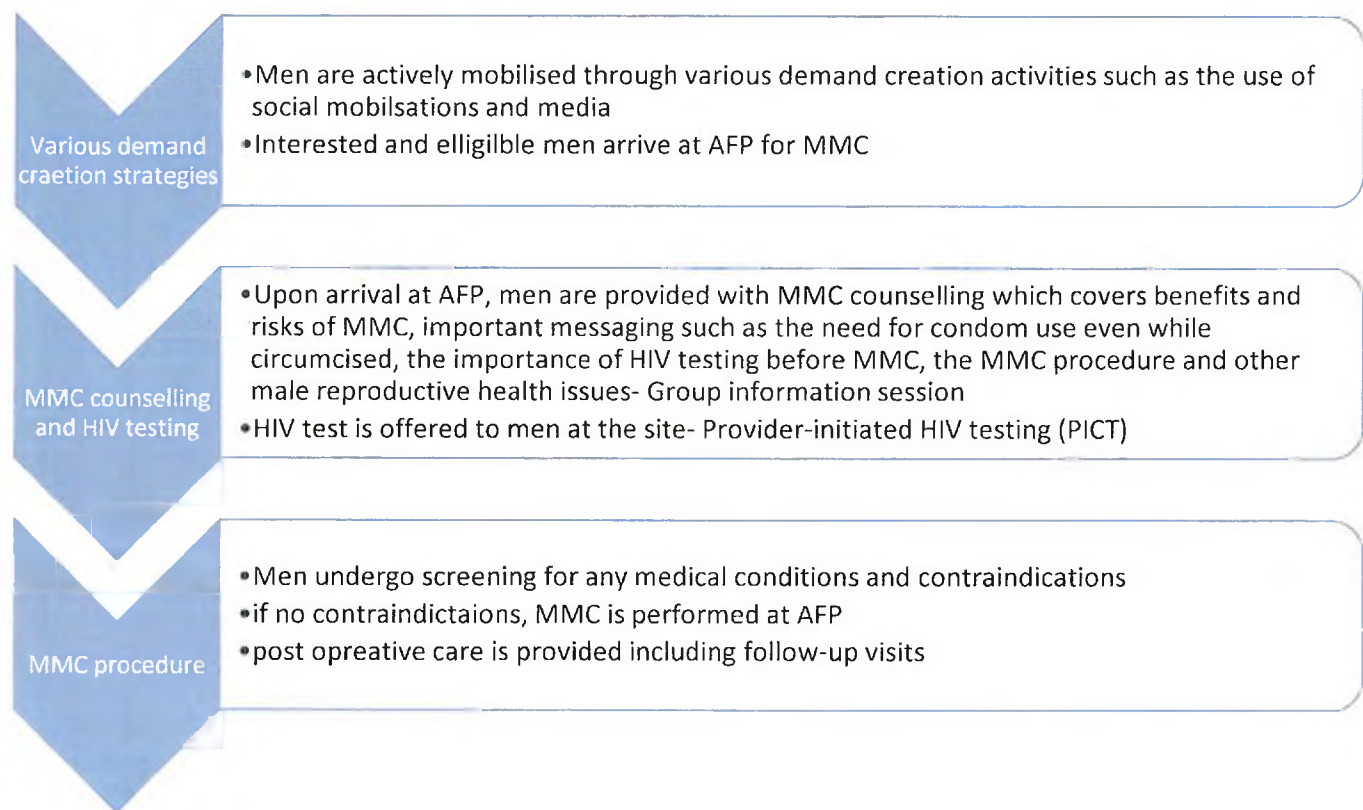 Various demand
craetion strategies
•Men are actively mobilised through various demand creation activities such as the use of
social mobilsations and media
•Interested and elligilble men arrive at AFP for MMC
MMC counselling
and HIV testing
•Upon arrival at AFP, men are provided with MMC counselling which covers benefits and
risks of MMC, important messaging such as the need for condom use even while
circumcised, the importance of HIV testing before MMC, the MMC procedure and other
male reproductive health issues- Group information session
•HIV test is offered to men at the site- Provider-initiated HIV testing (PICT)
MMC procedure
•Men undergo screening for any medical conditions and contraindications
•if no contraindictaions, MMC is performed at AFP
•post opreative care is provided including follow-up visits